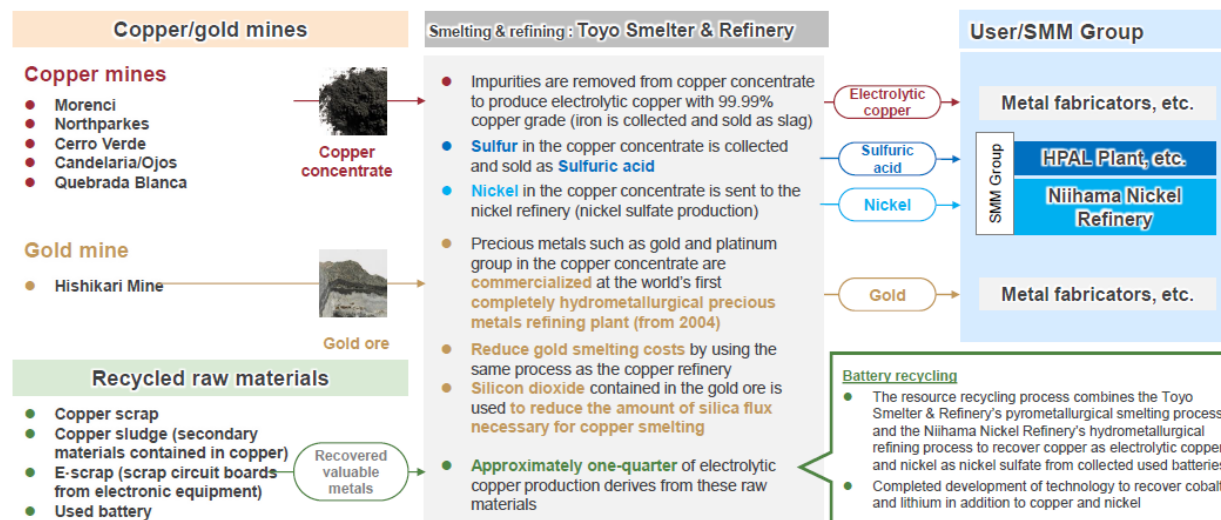 Copper/gold mines
Copper mines
Morenci
Northparkes
Cerro Verde
Candelaria/Ojos
Quebrada Blanca
Copper
concentrate
Gold mine
Hishikari Mine
Gold ore
Recycled raw materials
Copper scrap
Copper sludge (secondary
materials contained in copper)
E-scrap (scrap circuit boards
from electronic equipment)
Used battery
Recovered
valuable
metals
Smelting & refining : Toyo Smelter & Refinery
Impurities are removed from copper concentrate
to produce electrolytic copper with 99.99%
copper grade (iron is collected and sold as slag)
Sulfur in the copper concentrate is collected
and sold as Sulfuric acid
Nickel in the copper concentrate is sent to the
nickel refinery (nickel sulfate production)
Precious metals such as gold and platinum
group in the copper concentrate are
commercialized at the world's first
completely hydrometallurgical precious
metals refining plant (from 2004)
Reduce gold smelting costs by using the
same process as the copper refinery
Silicon dioxide contained in the gold ore is
used to reduce the amount of silica flux
necessary for copper smelting
Approximately one-quarter of electrolytic
copper production derives from these raw
materials
Electrolytic
copper
Sulfuric
acid
Nickel
Gold
User/SMM Group
Metal fabricators, etc.
SMM Group
HPAL Plant, etc.
Niihama Nickel
Refinery
Metal fabricators, etc.
Battery recycling
The resource recycling process combines the Toyo
Smelter & Refinery's pyrometallurgical smelting process
and the Niihama Nickel Refinery's hydrometallurgical
refining process to recover copper as electrolytic copper
and nickel as nickel sulfate from collected used batteries
Completed development of technology to recover cobalt
and lithium in addition to copper and nickel